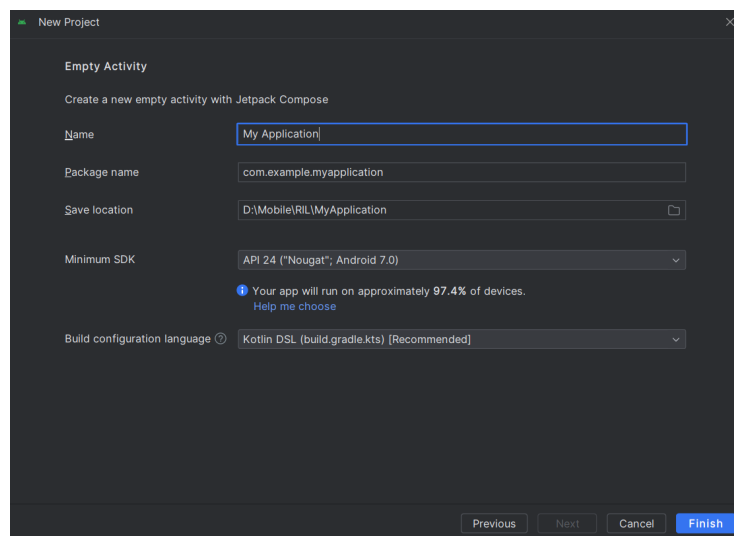 New Project
Empty Activity
Create a new empty activity with Jetpack Compose
Name My Application
Package name com.example.myapplication
Save location D:\Mobile\RIL\MyApplication
Minimum SDK API 24 ("Nougat"; Android 7.0)
Your app will run on approximately 97.4% of devices.
Help me choose
Build configuration language ? Kotlin DSL (build.gradle.kts) [Recommended]
Previous Next Cancel Finish